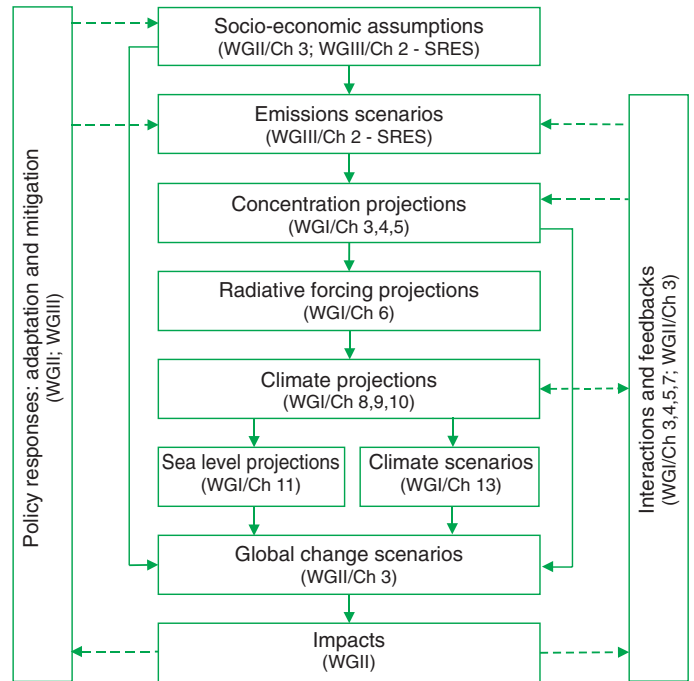 Socio-economic assumptions
(WGII/Ch 3; WGIII/Ch 2 - SRES)
Emissions scenarios
(WGIII/Ch 2 - SRES)
Concentration projections
(WGI/Ch 3,4,5)
Radiative forcing projections
(WGI/Ch 6)
Climate projections
(WGI/Ch 8,9,10)
Sea level projections
(WGI/Ch 11)
Climate scenarios
(WGI/Ch 13)
Global change scenarios
(WGII/Ch 3)
Impacts
(WGII)
Policy responses: adaptation and mitigation
(WGII; WGIII)
Interactions and feedbacks
(WGI/Ch 3,4,5,7; WGII/Ch 3)